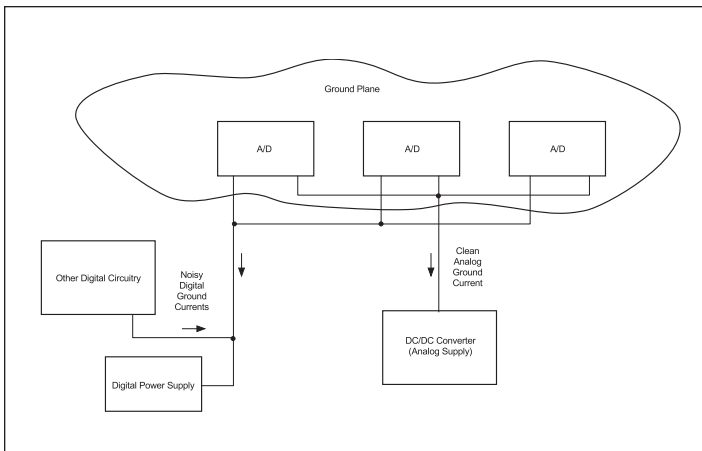 Ground Plane
A/D
A/D
A/D
Other Digital Circuitry
Noisy
Digital
Ground
Currents
Clean
Analog
Ground
Current
DC/DC Converter
(Analog Supply)
Digital Power Supply